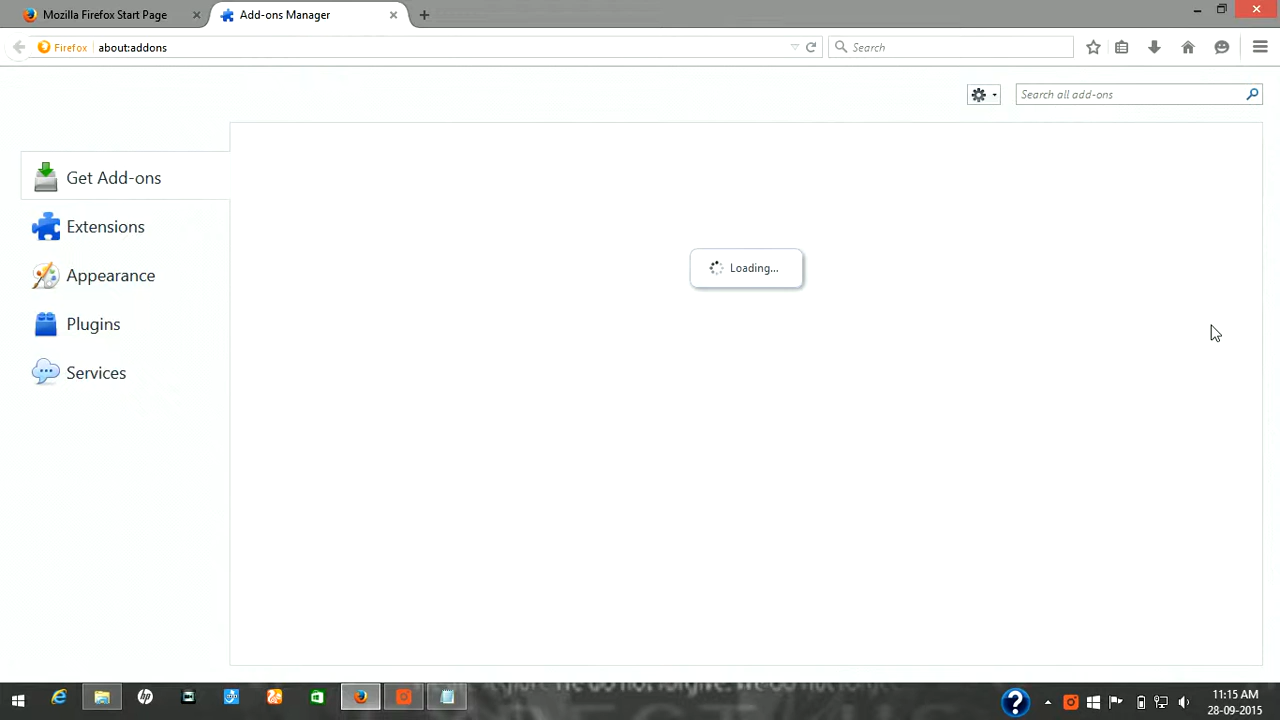 Mozilla Firefox Start Page
Add-ons Manager
Firefox about:addons
Search
Search all add-ons
Get Add-ons
Extensions
Appearance
Plugins
Services
Loading...
hp
11:15 AM
28-09-2015